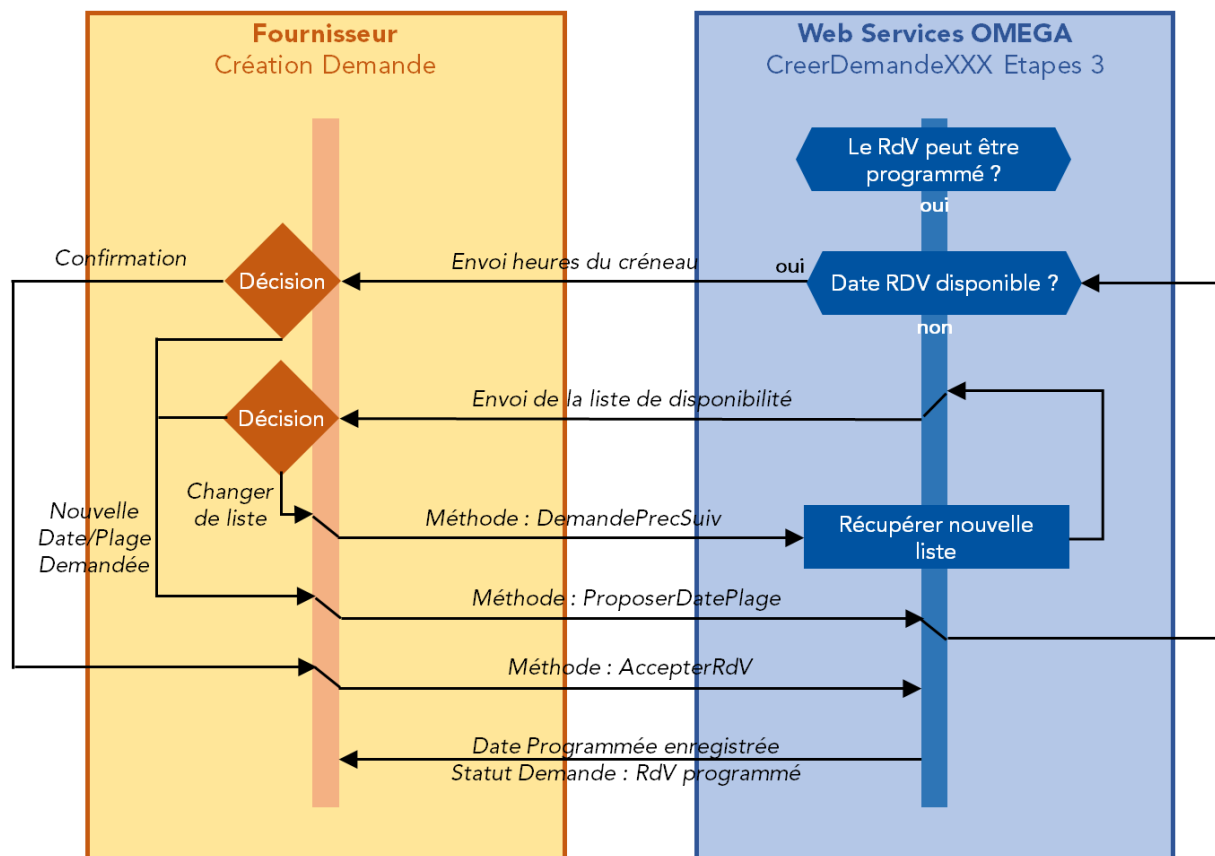 Fournisseur
Création Demande
Web Services OMEGA
CreerDemandeXXX Etapes 3
Le RdV peut être
programmé ?
oui
Confirmation
Décision
Envoi heures du créneau
oui
Date RDV disponible ?
non
Décision
Envoi de la liste de disponibilité
Changer
de liste
Nouvelle
Date/Plage
Demandée
Méthode : DemandePrecSuiv
Récupérer nouvelle
liste
Méthode : ProposerDatePlage
Méthode : AccepterRdV
Date Programmée enregistrée
Statut Demande : RdV programmé